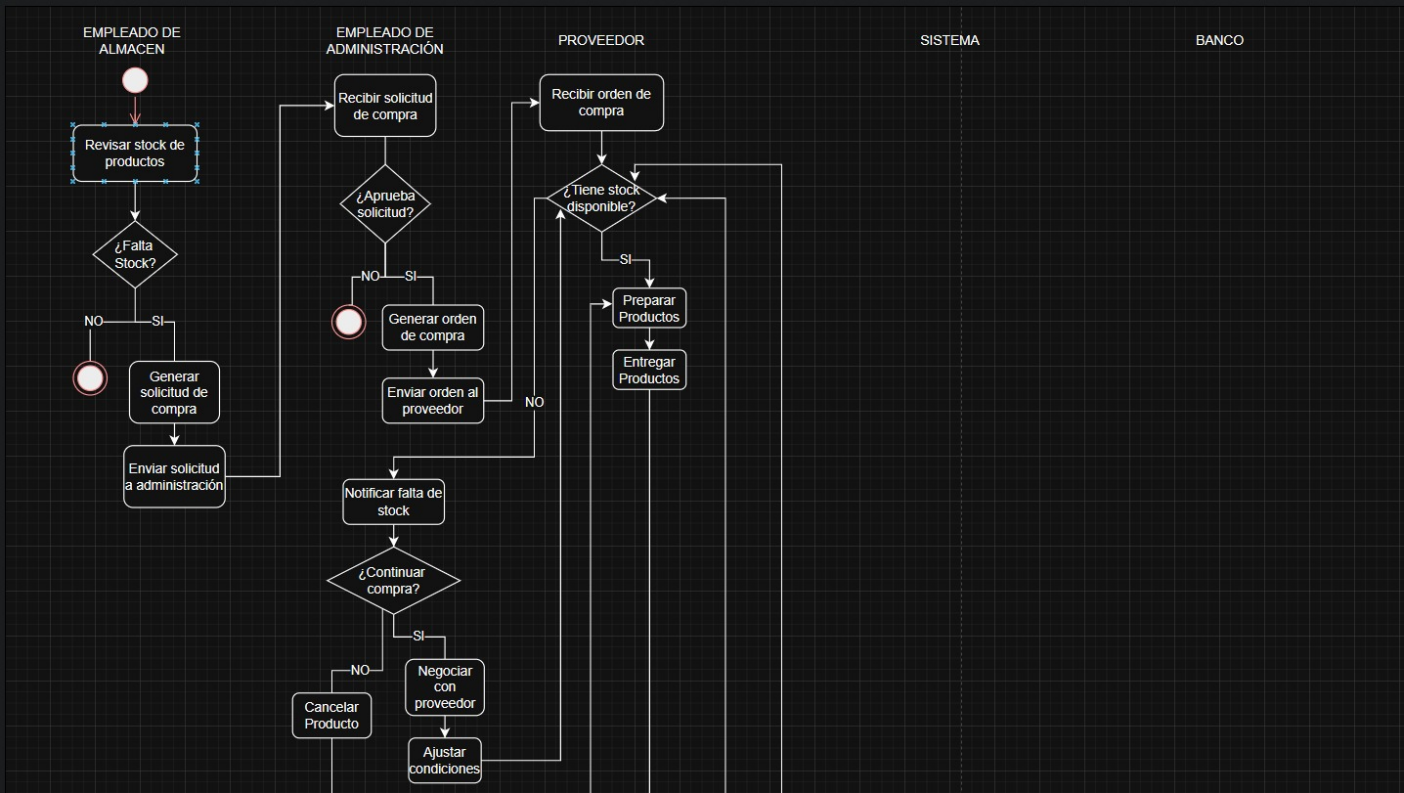 EMPLEADO DE
ALMACEN
EMPLEADO DE
ADMINISTRACIÓN
PROVEEDOR
SISTEMA
BANCO
Revisar stock de
productos
¿Falta
Stock?
NO
SI
Generar
solicitud de
compra
Enviar solicitud
a administración
Recibir solicitud
de compra
¿Aprueba
solicitud?
NO
SI
Generar orden
de compra
Enviar orden al
proveedor
Recibir orden de
compra
¿Tiene stock
disponible?
SI
Preparar
Productos
Entregar
Productos
NO
Notificar falta de
stock
¿Continuar
compra?
SI
NO
Negociar
con
proveedor
Cancelar
Producto
Ajustar
condiciones